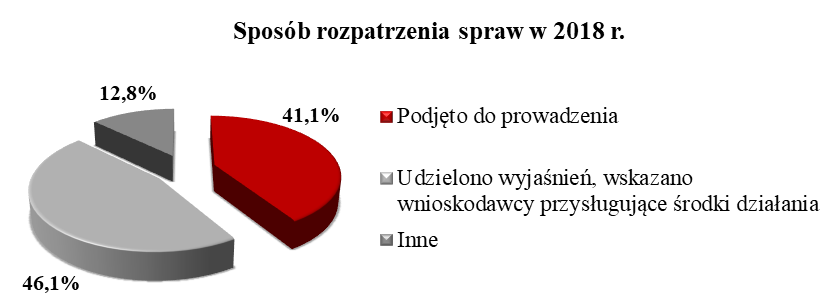 Sposób rozpatrzenia spraw w 2018 r.
12,8%
41,1%
46,1%
Podjęto do prowadzenia
Udzielono wyjaśnień, wskazano
wnioskodawcy przysługujące środki działania
Inne